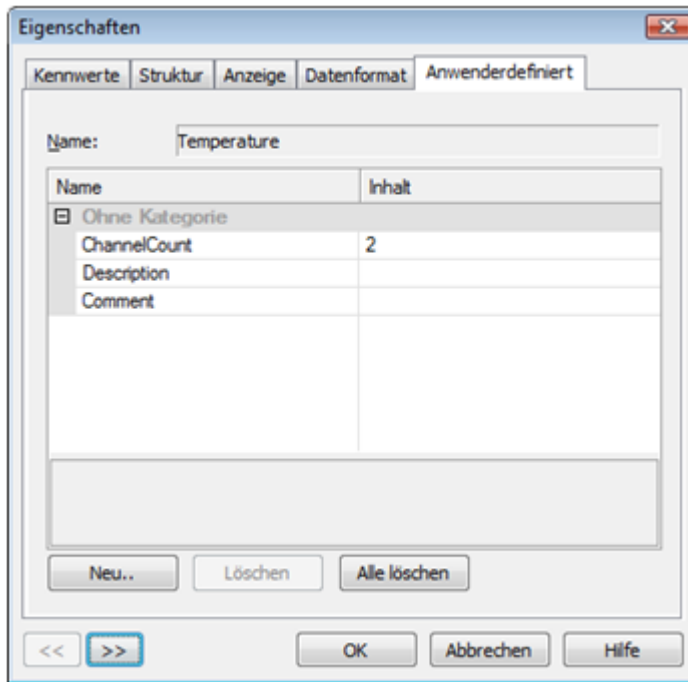 Eigenschaften
Kennwerte Struktur Anzeige Datenformat Anwenderdefiniert
Name: Temperature
Name Inhalt
Ohne Kategorie
ChannelCount 2
Description
Comment
Neu.. Löschen Alle löschen
<< >> OK Abbrechen Hilfe